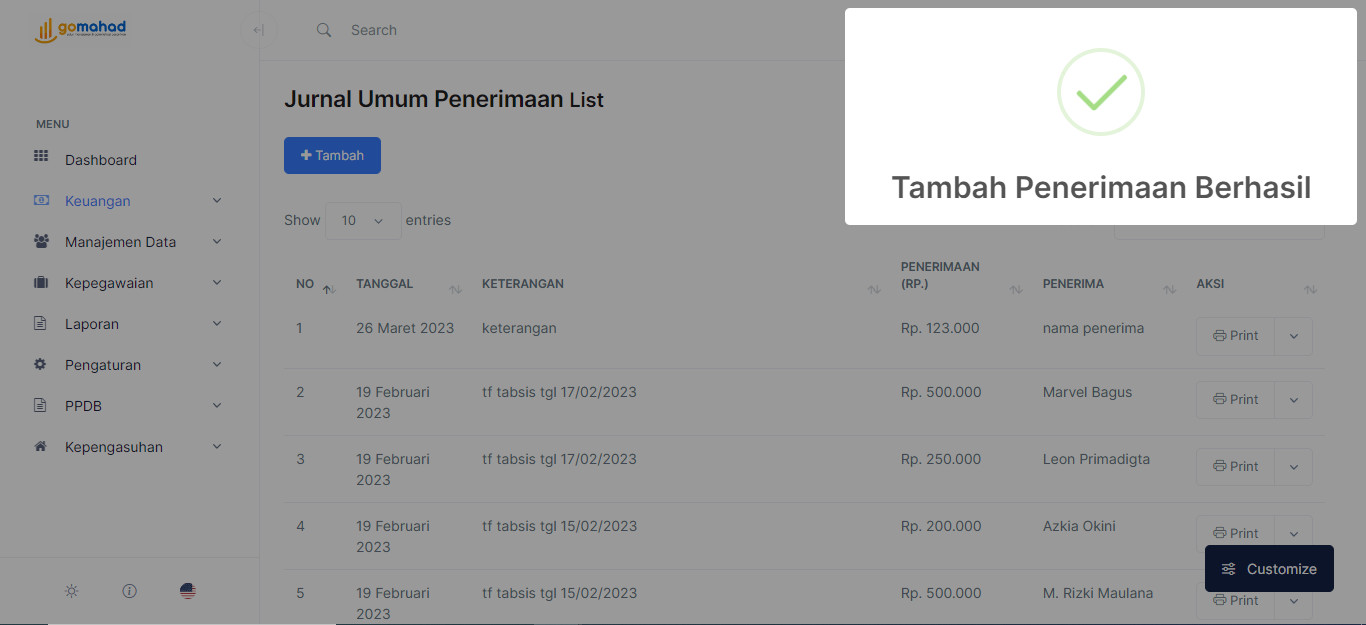 gomahad
Search
Tambah Penerimaan Berhasil
Jurnal Umum Penerimaan List
Tambah
MENU
Dashboard
Keuangan
Manajemen Data
Kepegawaian
Laporan
Pengaturan
PPDB
Kepengasuhan
Show 10 entries
NO TANGGAL KETERANGAN PENERIMAAN (RP.) PENERIMA AKSI
1 26 Maret 2023 keterangan Rp. 123.000 nama penerima Print
2 19 Februari 2023 tf tabsis tgl 17/02/2023 Rp. 500.000 Marvel Bagus Print
3 19 Februari 2023 tf tabsis tgl 17/02/2023 Rp. 250.000 Leon Primadigta Print
4 19 Februari 2023 tf tabsis tgl 15/02/2023 Rp. 200.000 Azkia Okini Print
5 19 Februari 2023 tf tabsis tgl 15/02/2023 Rp. 500.000 M. Rizki Maulana Print
Customize